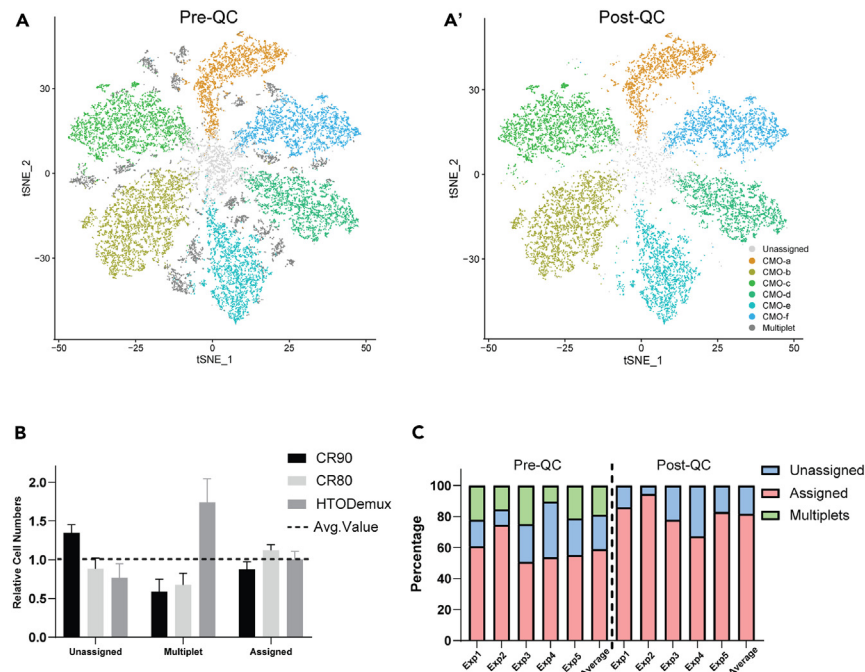 A
Pre-QC
30
0
−30
tSNE_2
−50
−25
0
25
50
tSNE_1
A'
Post-QC
30
0
−30
tSNE_2
−50
−25
0
25
50
tSNE_1
Unassigned
CMO-a
CMO-b
CMO-c
CMO-d
CMO-e
CMO-f
Multiplet
B
CR90
CR80
HTODemux
Avg.Value
Relative Cell Numbers
2.0
1.5
1.0
0.5
0.0
Unassigned
Multiplet
Assigned
C
Pre-QC
Post-QC
Unassigned
Assigned
Multiplets
Percentage
100
80
60
40
20
0
Exp1
Exp2
Exp3
Exp4
Exp5
Average
Exp1
Exp2
Exp3
Exp4
Exp5
Average